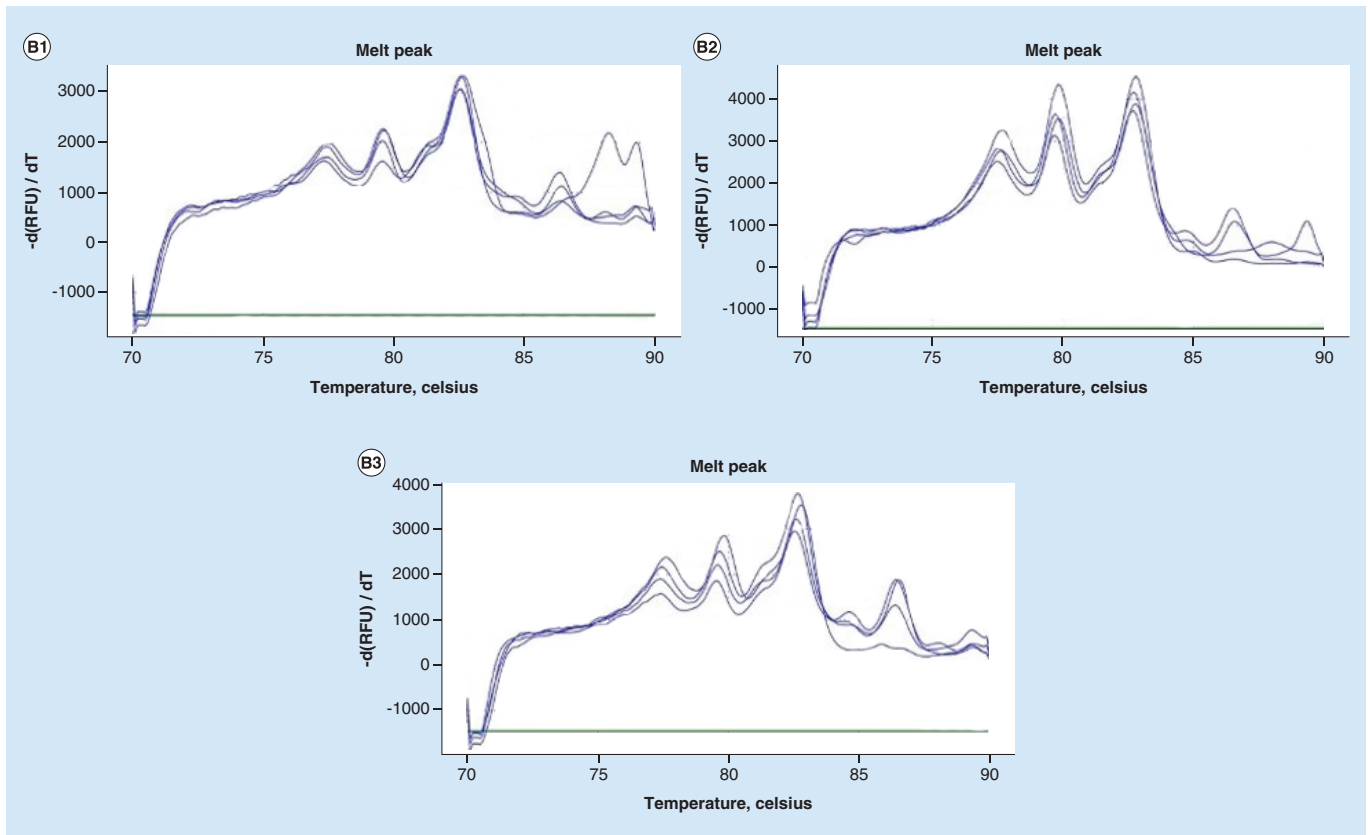 B1
Melt peak
3000
2000
1000
0
-1000
-d(RFU) / dT
70 75 80 85 90
Temperature, celsius
B2
Melt peak
4000
3000
2000
1000
0
-1000
-d(RFU) / dT
70 75 80 85 90
Temperature, celsius
B3
Melt peak
4000
3000
2000
1000
0
-1000
-d(RFU) / dT
70 75 80 85 90
Temperature, celsius